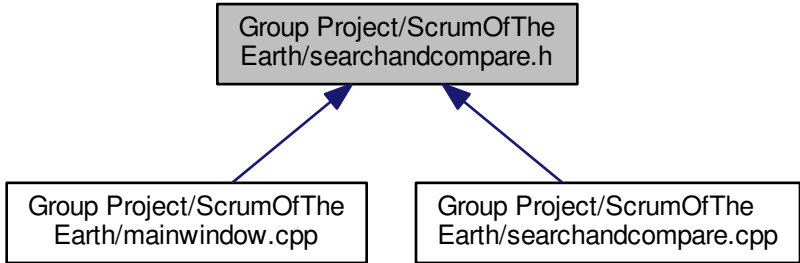 Group Project/ScrumOfThe
Earth/searchandcompare.h
Group Project/ScrumOfThe
Earth/mainwindow.cpp
Group Project/ScrumOfThe
Earth/searchandcompare.cpp